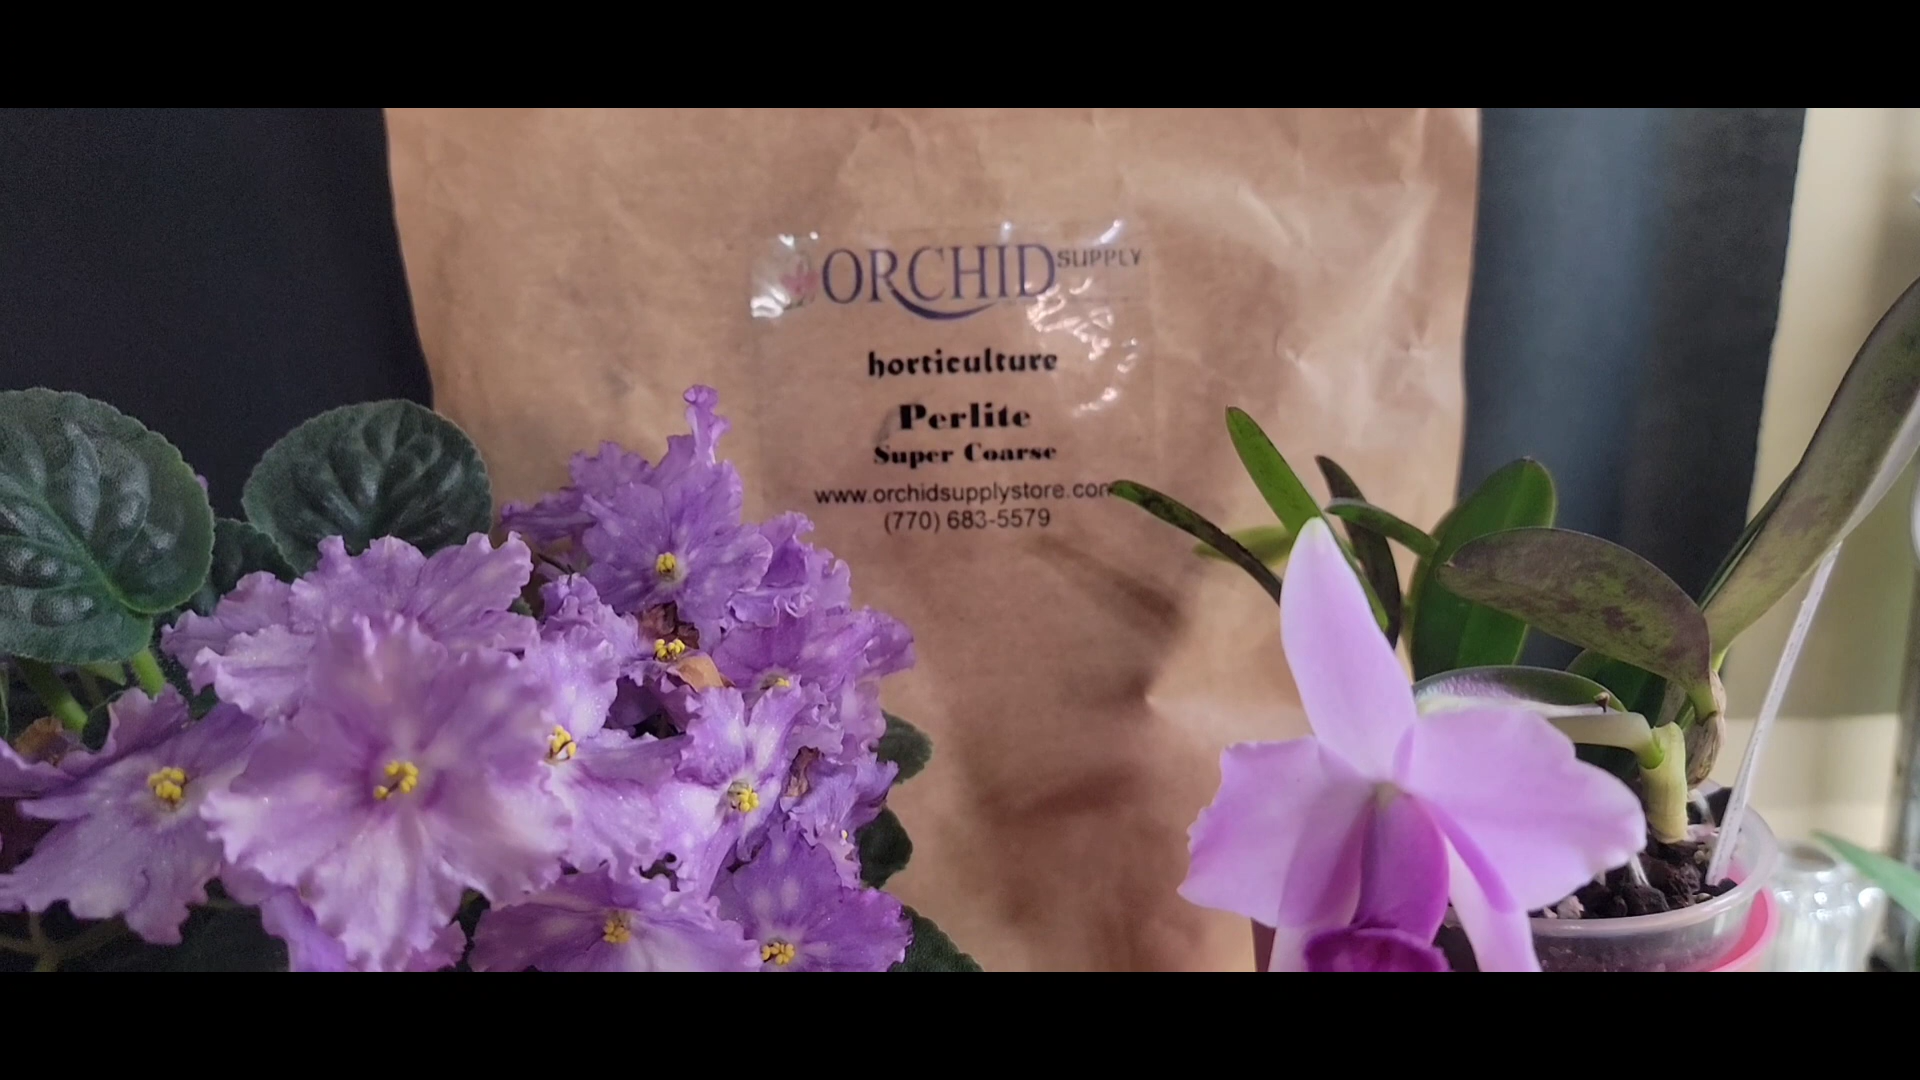 ORCHID SUPPLY
horticulture
Perlite
Super Coarse
www.orchidsupplystore.com
(770) 683-5579